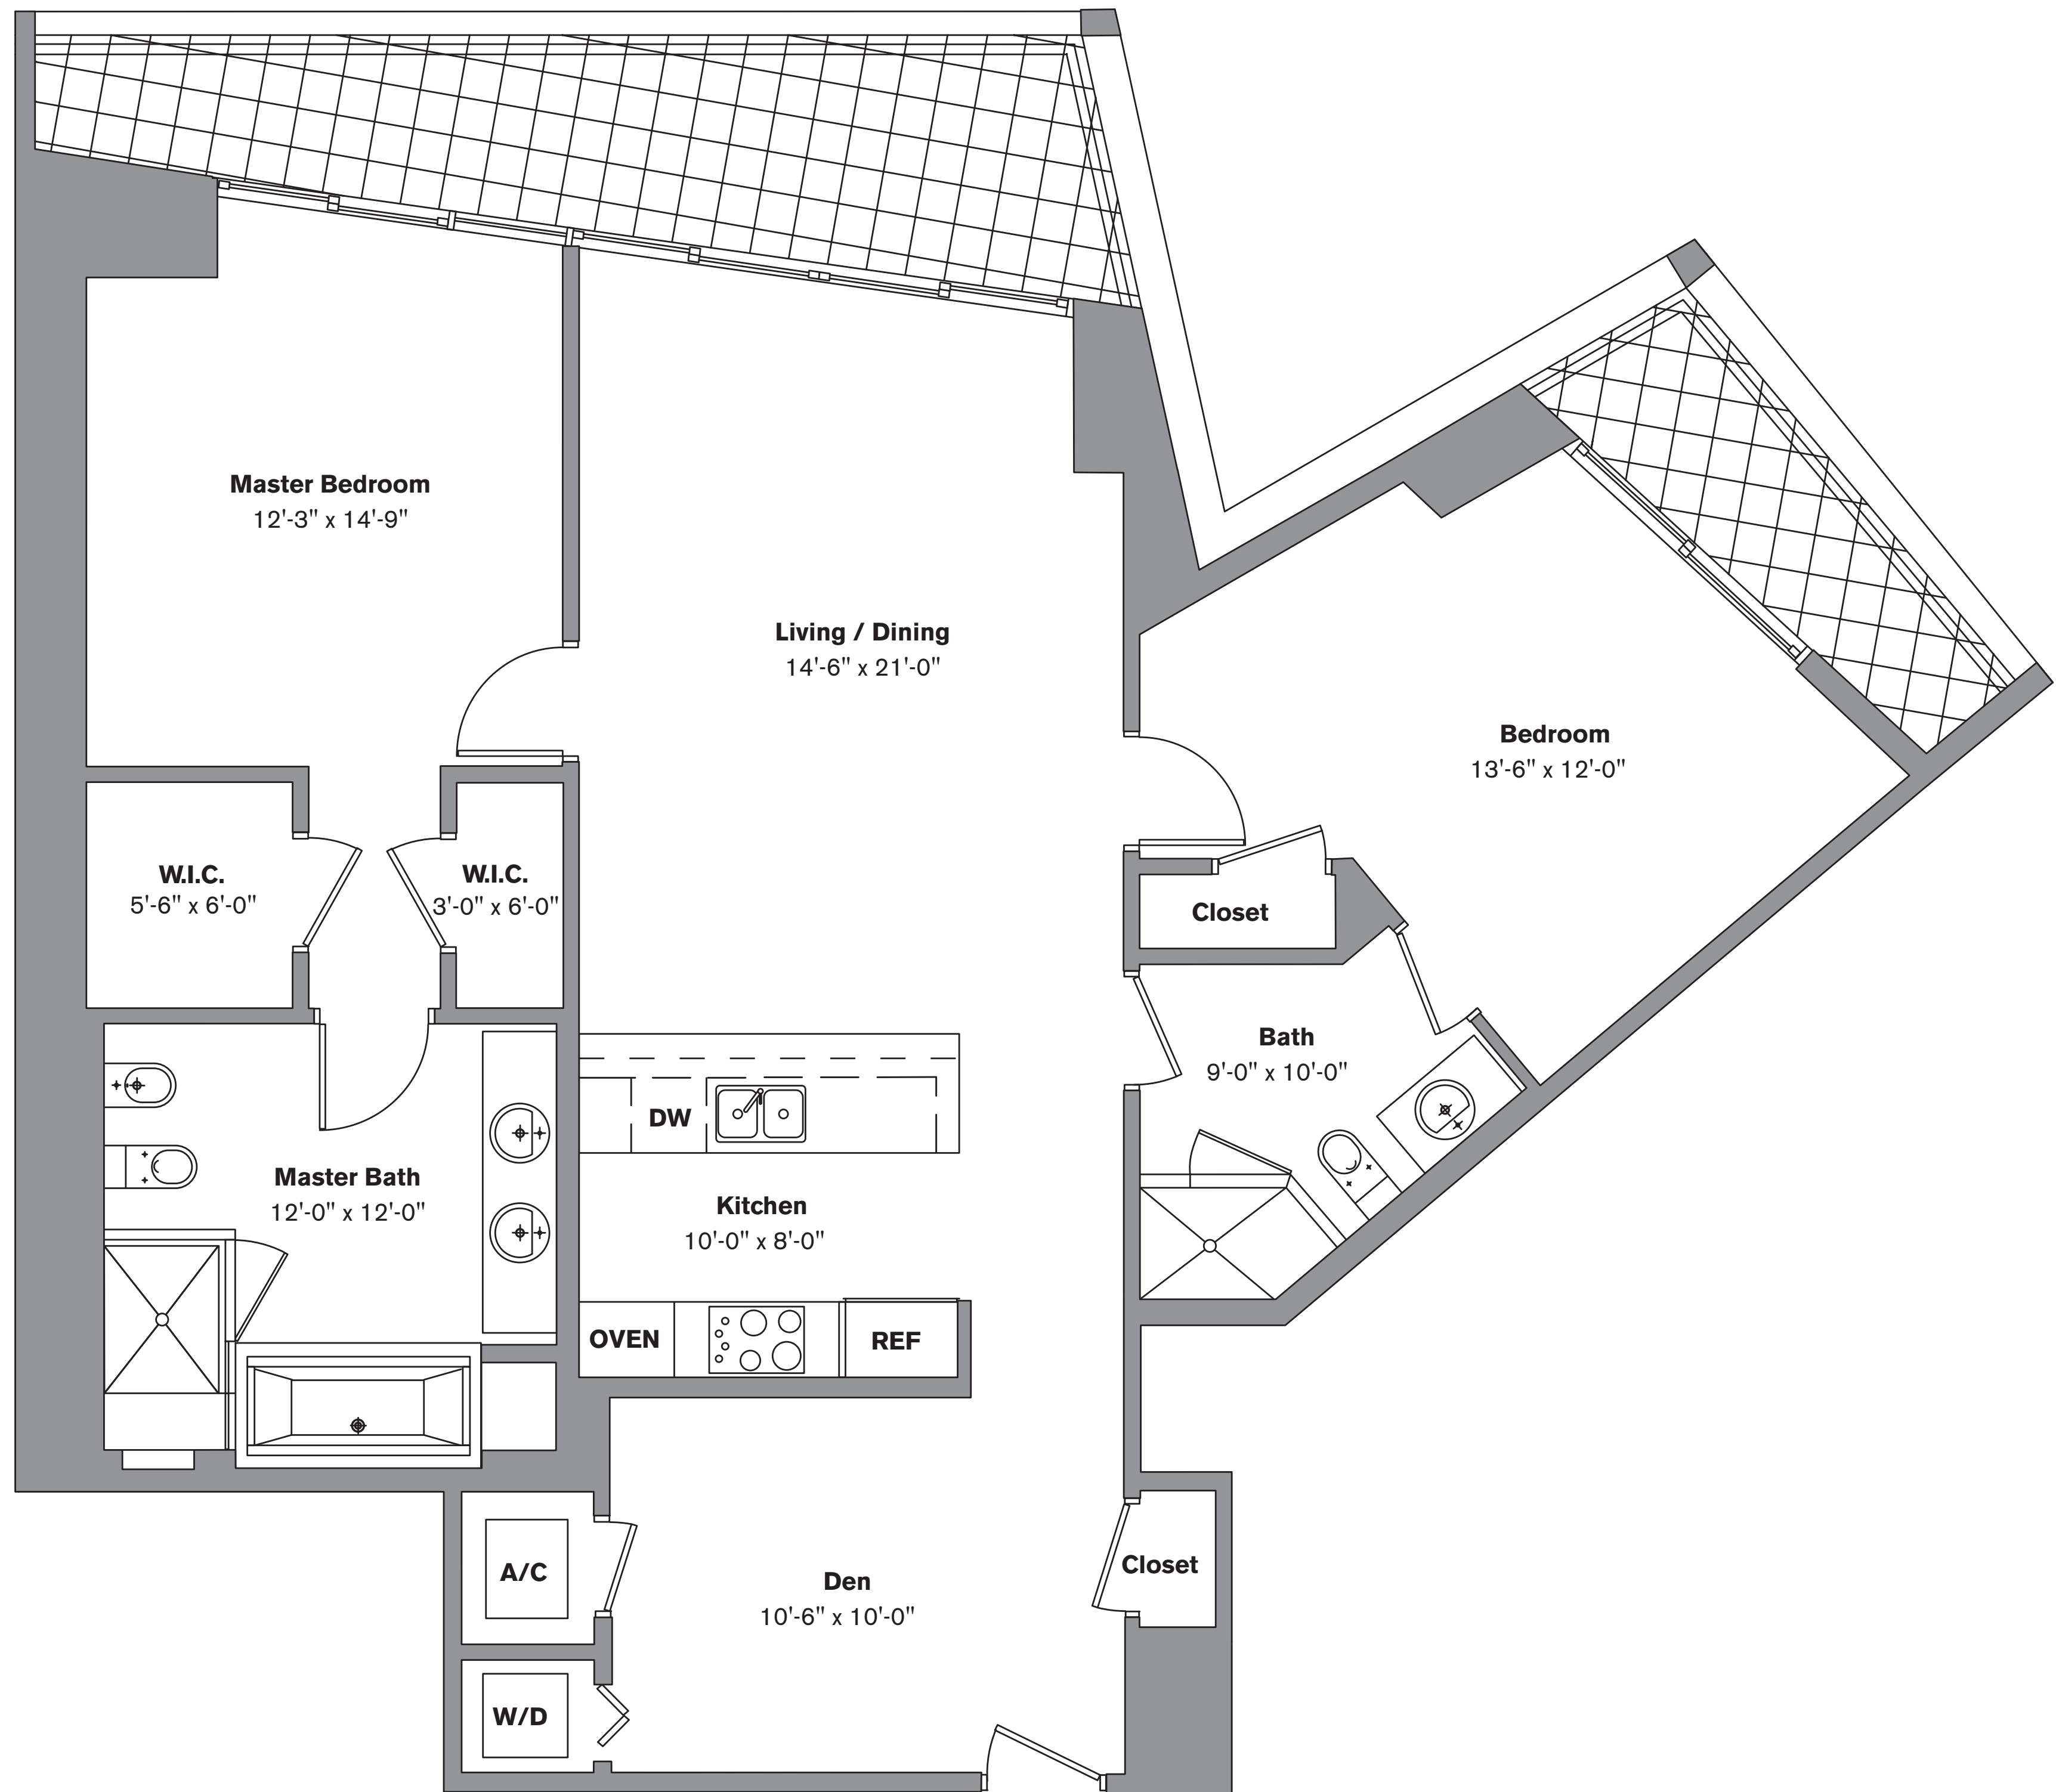 Master Bedroom
12'-3" x 14'-9"
Living / Dining
14'-6" x 21'-0"
Bedroom
13'-6" x 12'-0"
W.I.C.
5'-6" x 6'-0"
W.I.C.
3'-0" x 6'-0"
Closet
Bath
9'-0" x 10'-0"
DW
Master Bath
12'-0" x 12'-0"
Kitchen
10'-0" x 8'-0"
OVEN
REF
A/C
Den
10'-6" x 10'-0"
Closet
W/D